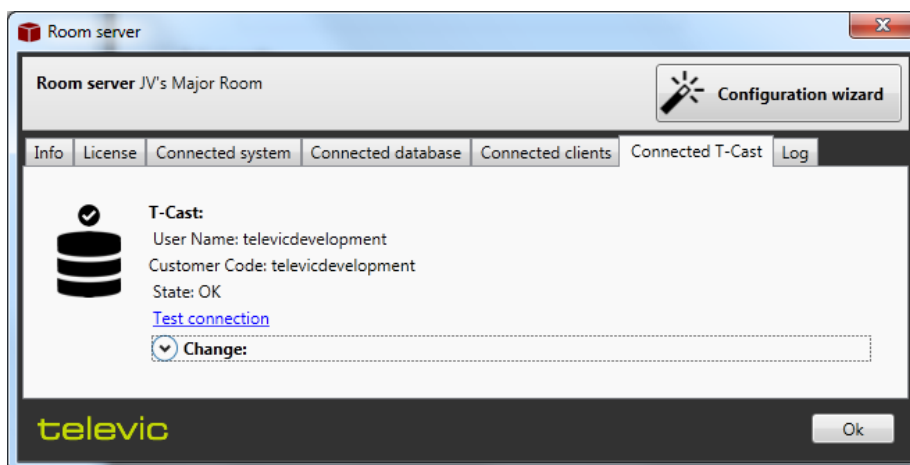 Room server
Room server JV's Major Room
Configuration wizard
Info License Connected system Connected database Connected clients Connected T-Cast Log
T-Cast:
User Name: televicdevelopment
Customer Code: televicdevelopment
State: OK
Test connection
Change:
televic
Ok